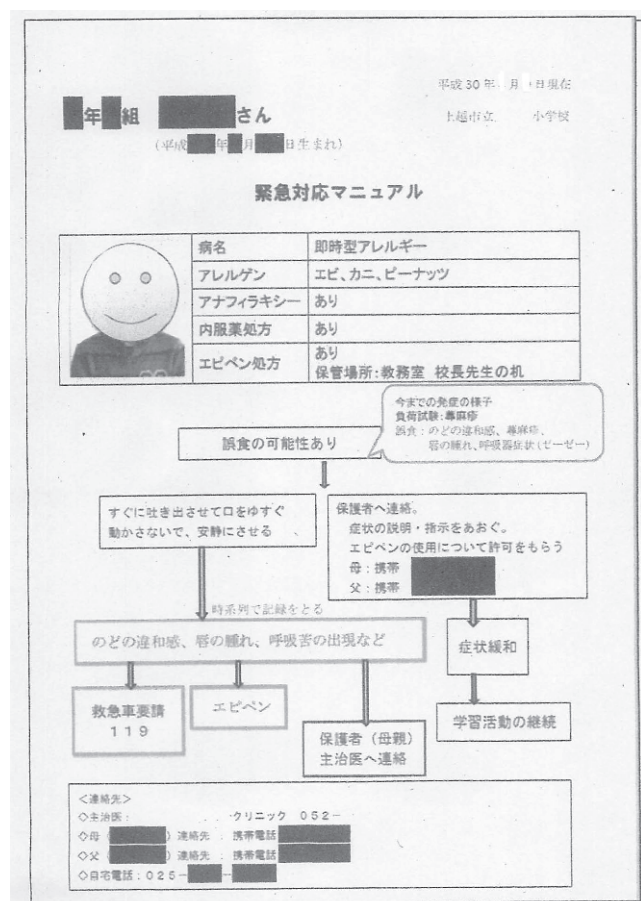 平成 30 年 月 日現在
年 組 さん
上越市立 小学校
(平成 年 月 日生まれ)
緊急対応マニュアル
病名 即時型アレルギー
アレルゲン エビ、カニ、ピーナッツ
アナフィラキシー あり
内服薬処方 あり
エピペン処方 あり
保管場所:教務室 校長先生の机
今までの発症の様子
負荷試験:蕁麻疹
誤食:のどの違和感、蕁麻疹、
唇の腫れ、呼吸器症状(ゼーゼー)
誤食の可能性あり
すぐに吐き出させて口をゆすぐ
動かさないで、安静にさせる
保護者へ連絡。
症状の説明・指示をあおぐ。
エピペンの使用について許可をもらう
母:携帯
父:携帯
時系列で記録をとる
のどの違和感、唇の腫れ、呼吸苦の出現など
症状緩和
救急車要請
119
エピペン
保護者(母親)
主治医へ連絡
学習活動の継続
<連絡先>
◇主治医: クリニック 052-
◇母( )連絡先 : 携帯電話
◇父( )連絡先 : 携帯電話
◇自宅電話:025- -